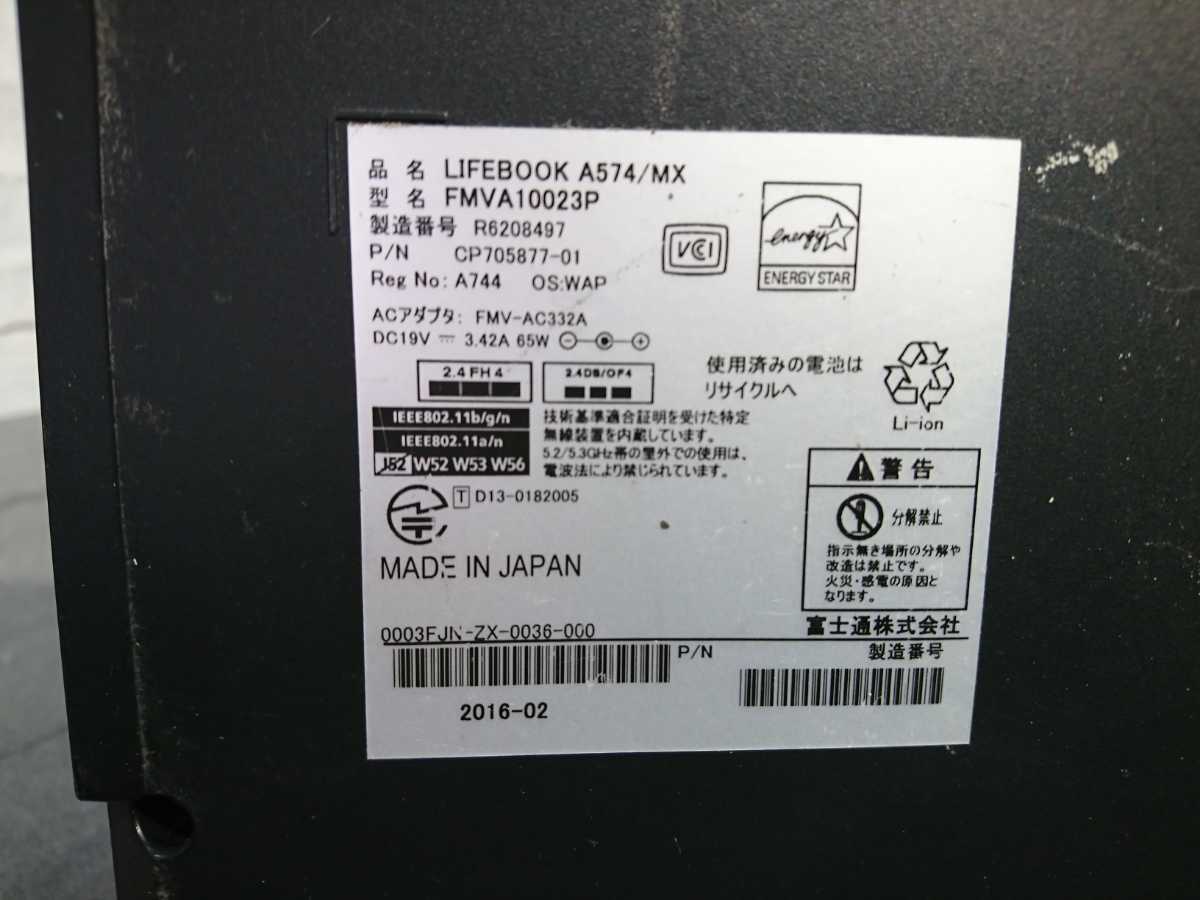 品 名 LIFEBOOK A574/MX
型 名 FMVA10023P
製造番号 R6208497
P/N CP705877-01
Reg No: A744 OS:WAP
VCCI
energy
ENERGY STAR
ACアダプタ: FMV-AC332A
DC19V 3.42A 65W
2.4FH4
2.4DS/OF4
使用済みの電池は
リサイクルへ
Li-ion
IEEE802.11b/g/n
IEEE802.11a/n
J52 W52 W53 W56
技術基準適合証明を受けた特定
無線装置を内蔵しています。
5.2/5.3GHz帯の屋外での使用は、
電波法により禁じられています。
T D13-0182005
MADE IN JAPAN
警告
分解禁止
指示無き場所の分解や
改造は禁止です。
火災・感電の原因と
なります。
富士通株式会社
0003FJN-ZX-0036-000
P/N
製造番号
2016-02